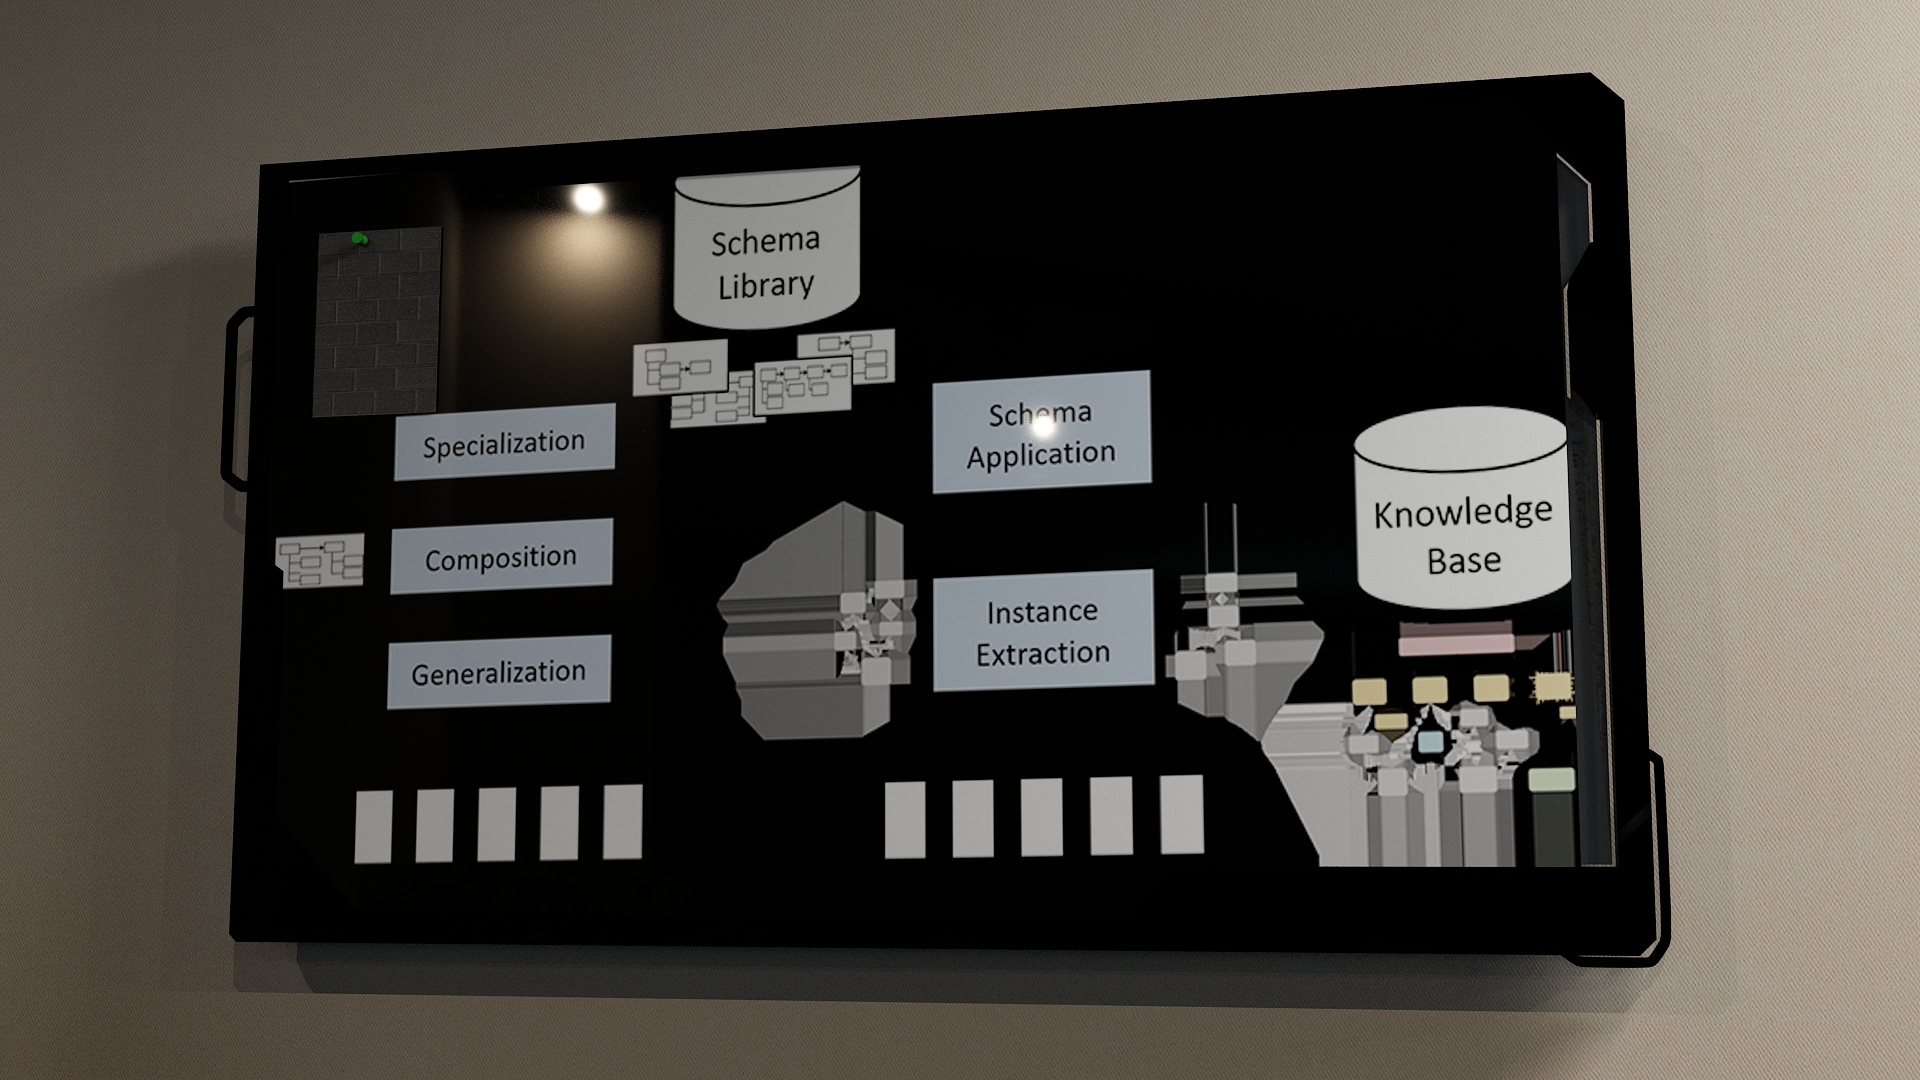 Schema
Library
Specialization
Schema
Application
Composition
Knowledge
Base
Generalization
Instance
Extraction